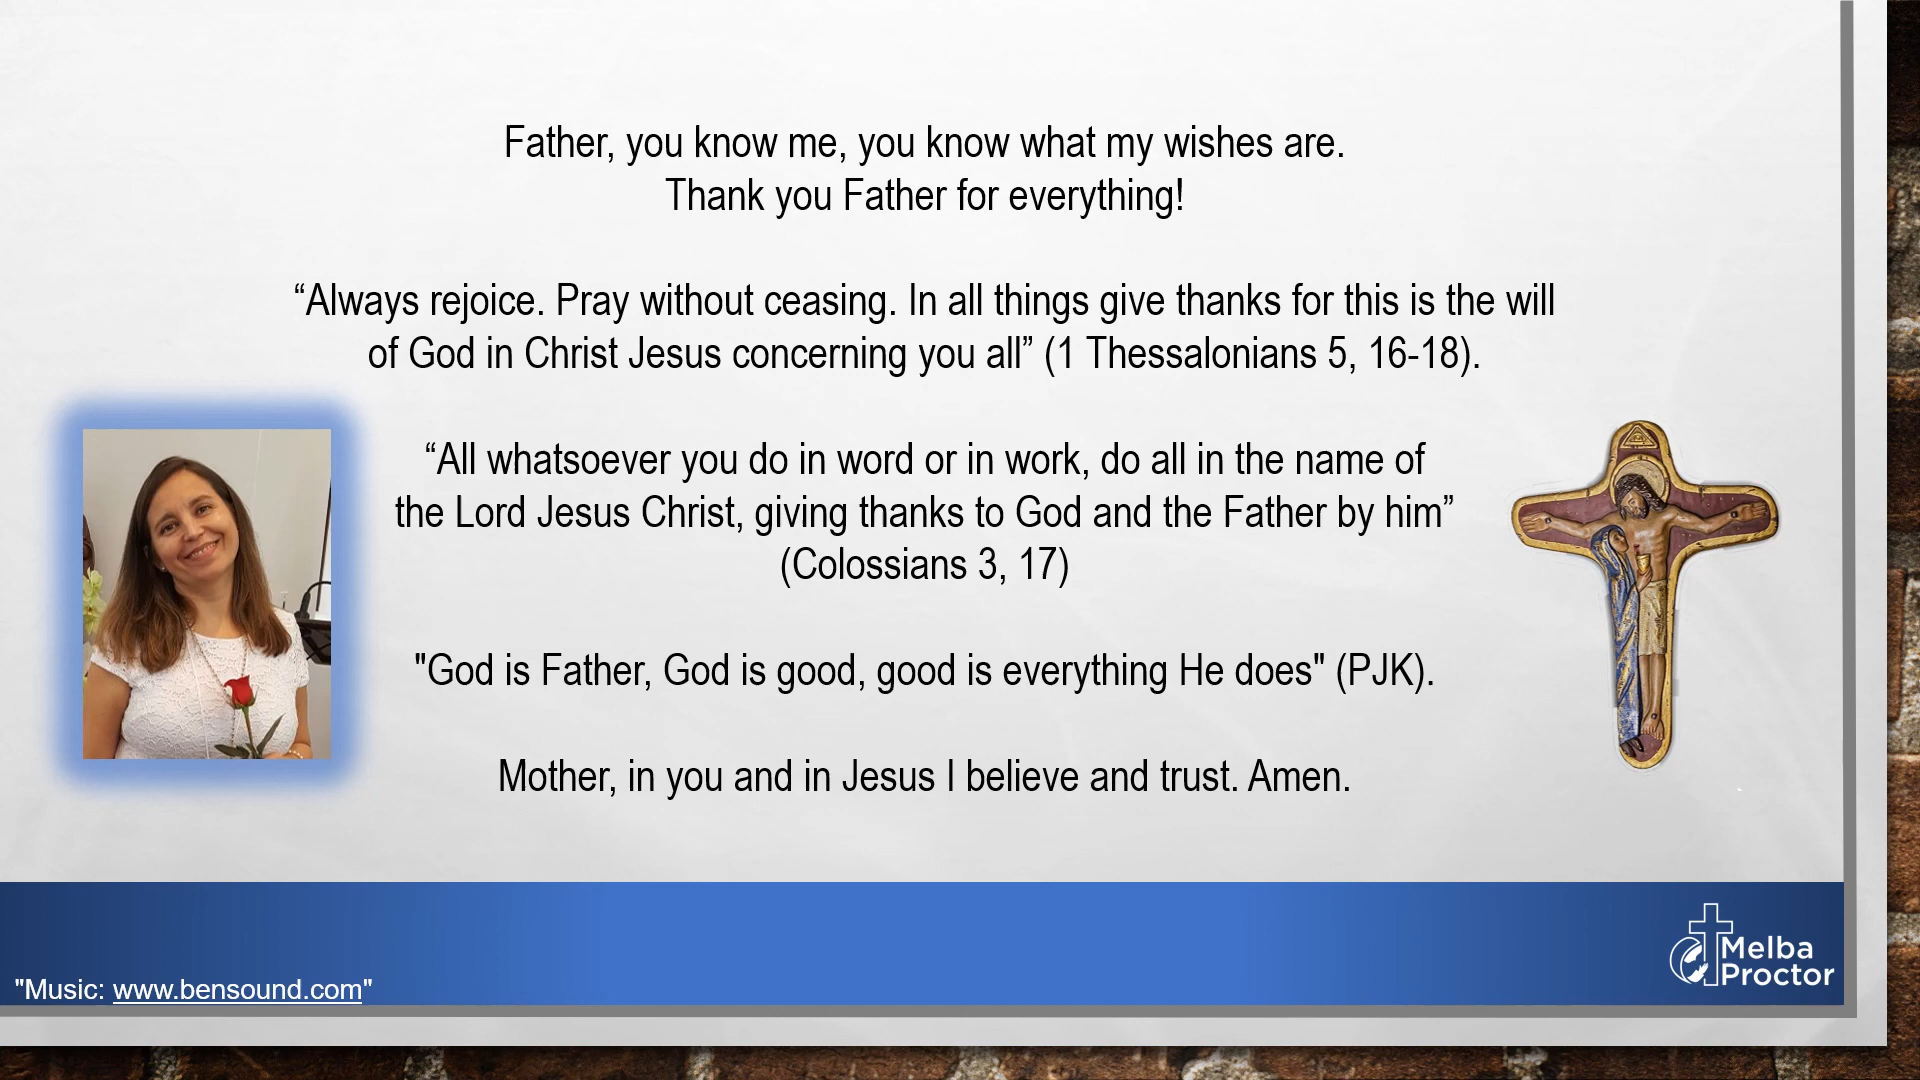 Father, you know me, you know what my wishes are.
Thank you Father for everything!
“Always rejoice. Pray without ceasing. In all things give thanks for this is the will
of God in Christ Jesus concerning you all” (1 Thessalonians 5, 16-18).
“All whatsoever you do in word or in work, do all in the name of
the Lord Jesus Christ, giving thanks to God and the Father by him”
(Colossians 3, 17)
"God is Father, God is good, good is everything He does" (PJK).
Mother, in you and in Jesus I believe and trust. Amen.
"Music: www.bensound.com"
Melba
Proctor